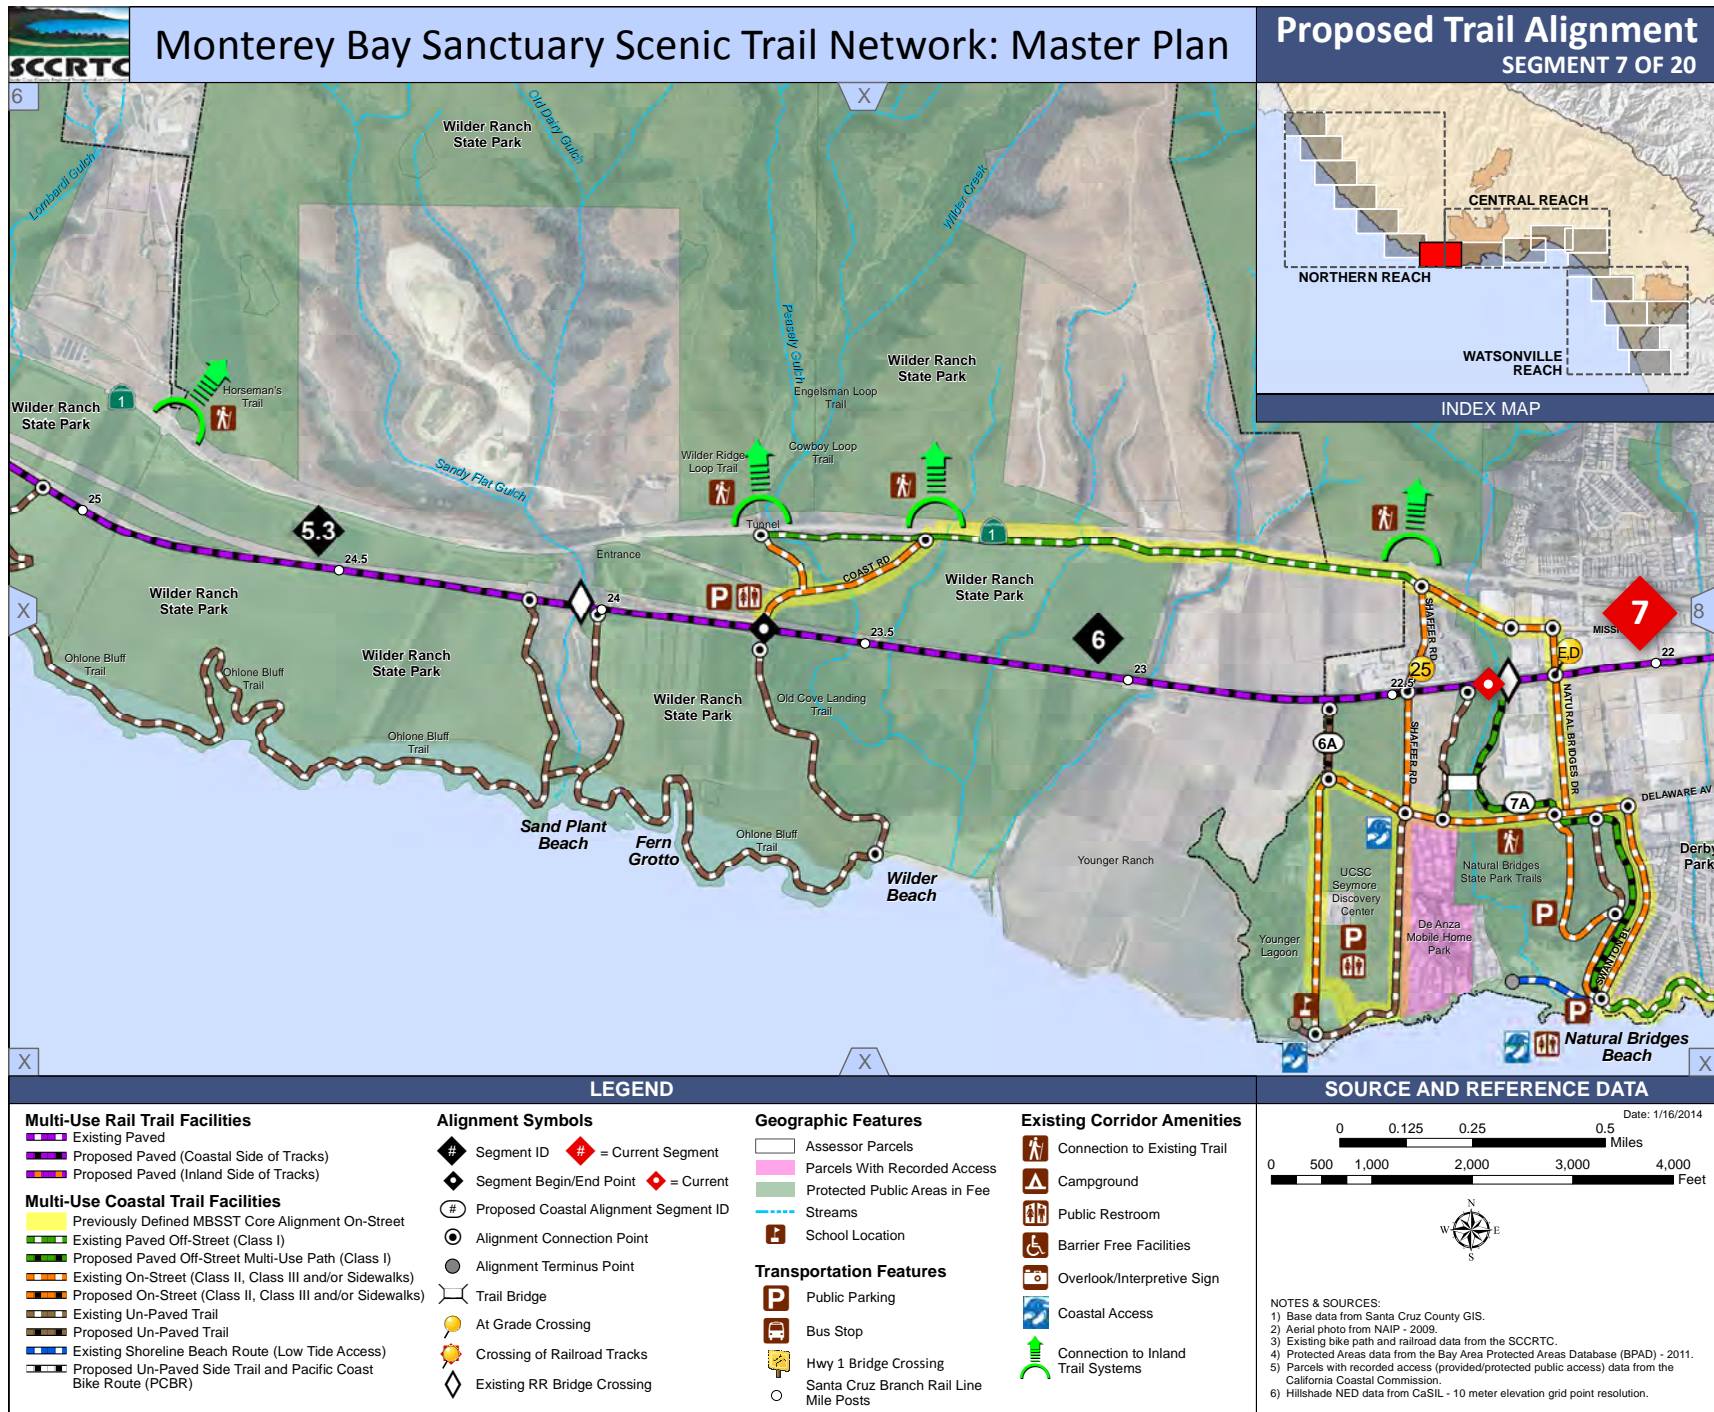 SCCRTC
Monterey Bay Sanctuary Scenic Trail Network: Master Plan
Proposed Trail Alignment
SEGMENT 7 OF 20
6
X
Lombardi Gulch
Old Dairy Gulch
Wilder Ranch
State Park
Wilder Creek
CENTRAL REACH
NORTHERN REACH
WATSONVILLE
REACH
INDEX MAP
Peasely Gulch
Wilder Ranch
State Park
Horseman's
Trail
1
Wilder Ranch
State Park
Engelsman Loop
Trail
Cowboy Loop
Trail
Wilder Ridge
Loop Trail
Sandy Flat Gulch
25
5.3
Tunnel
1
24.5
Entrance
COAST RD
Wilder Ranch
State Park
Wilder Ranch
State Park
P
24
23.5
6
23
SHAFFER RD
25
22.5
MISSI
7
E,D
22
X
8
Ohlone Bluff
Trail
Ohlone Bluff
Trail
Wilder Ranch
State Park
Wilder Ranch
State Park
Old Cove Landing
Trail
Ohlone Bluff
Trail
6A
SHAFFER RD
NATURAL BRIDGES DR
7A
DELAWARE AV
Sand Plant
Beach
Fern
Grotto
Ohlone Bluff
Trail
Wilder
Beach
Younger Ranch
UCSC
Seymore
Discovery
Center
P
Natural Bridges
State Park Trails
Derby
Park
De Anza
Mobile Home
Park
P
Younger
Lagoon
SWANTON BL
P
Natural Bridges
Beach
X
X
X
LEGEND
Multi-Use Rail Trail Facilities
Existing Paved
Proposed Paved (Coastal Side of Tracks)
Proposed Paved (Inland Side of Tracks)
Multi-Use Coastal Trail Facilities
Previously Defined MBSST Core Alignment On-Street
Existing Paved Off-Street (Class I)
Proposed Paved Off-Street Multi-Use Path (Class I)
Existing On-Street (Class II, Class III and/or Sidewalks)
Proposed On-Street (Class II, Class III and/or Sidewalks)
Existing Un-Paved Trail
Proposed Un-Paved Trail
Existing Shoreline Beach Route (Low Tide Access)
Proposed Un-Paved Side Trail and Pacific Coast
Bike Route (PCBR)
Alignment Symbols
# Segment ID # = Current Segment
Segment Begin/End Point = Current
# Proposed Coastal Alignment Segment ID
Alignment Connection Point
Alignment Terminus Point
Trail Bridge
At Grade Crossing
Crossing of Railroad Tracks
Existing RR Bridge Crossing
Geographic Features
Assessor Parcels
Parcels With Recorded Access
Protected Public Areas in Fee
Streams
School Location
Transportation Features
P Public Parking
Bus Stop
Hwy 1 Bridge Crossing
Santa Cruz Branch Rail Line
Mile Posts
Existing Corridor Amenities
Connection to Existing Trail
Campground
Public Restroom
Barrier Free Facilities
Overlook/Interpretive Sign
Coastal Access
Connection to Inland
Trail Systems
SOURCE AND REFERENCE DATA
Date: 1/16/2014
0 0.125 0.25 0.5
Miles
0 500 1,000 2,000 3,000 4,000
Feet
N
W E
S
NOTES & SOURCES:
1) Base data from Santa Cruz County GIS.
2) Aerial photo from NAIP - 2009.
3) Existing bike path and railroad data from the SCCRTC.
4) Protected Areas data from the Bay Area Protected Areas Database (BPAD) - 2011.
5) Parcels with recorded access (provided/protected public access) data from the
California Coastal Commission.
6) Hillshade NED data from CaSIL - 10 meter elevation grid point resolution.